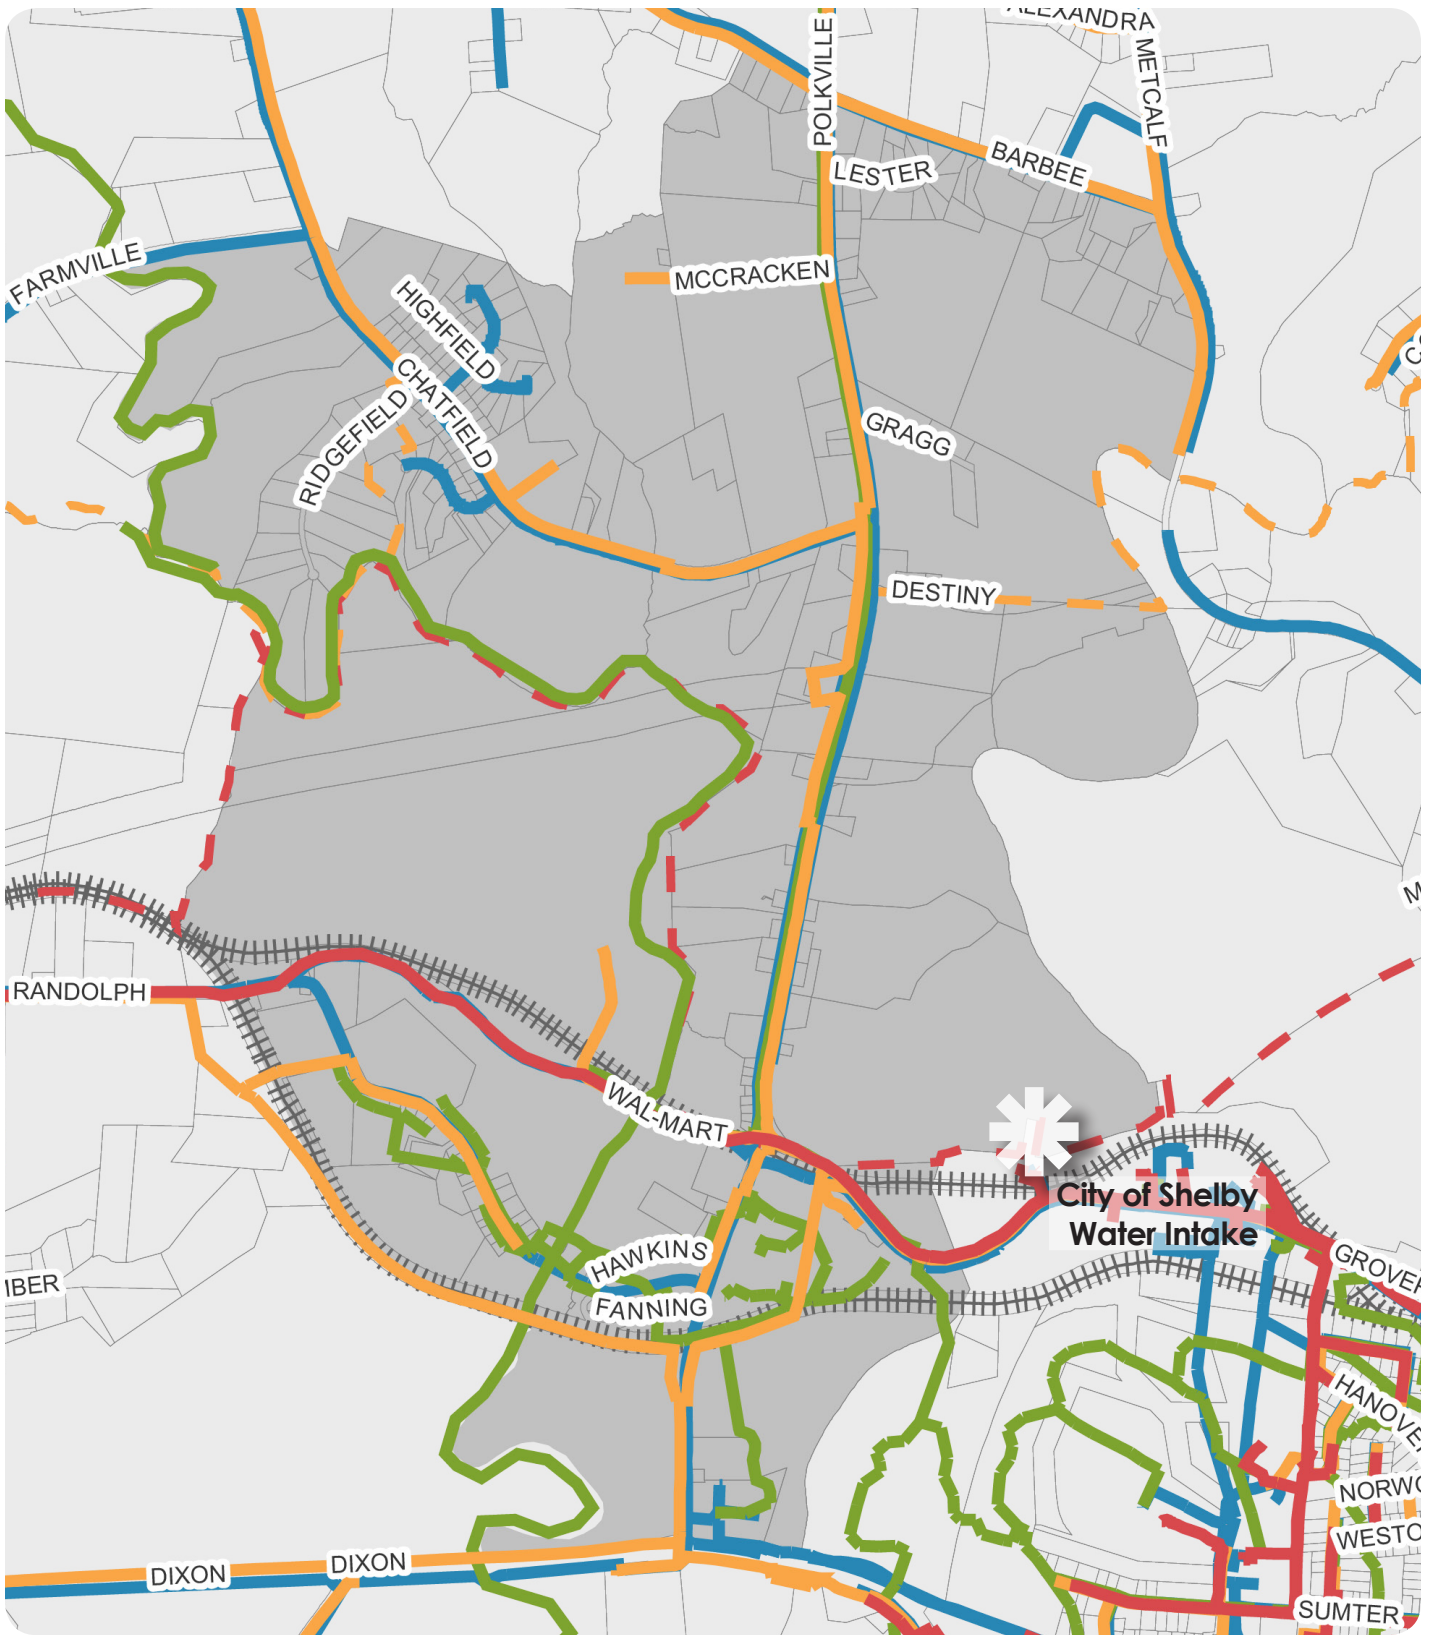 ALEXANDRA
POLKVILLE
METCALF
BARBEE
LESTER
FARMVILLE
MCCRACKEN
HIGHFIELD
CHATFIELD
RIDGEFIELD
GRAGG
DESTINY
RANDOLPH
WAL-MART
City of Shelby
Water Intake
HAWKINS
GROVER
FANNING
HANOVE
NORWO
WESTO
DIXON
DIXON
SUMTER